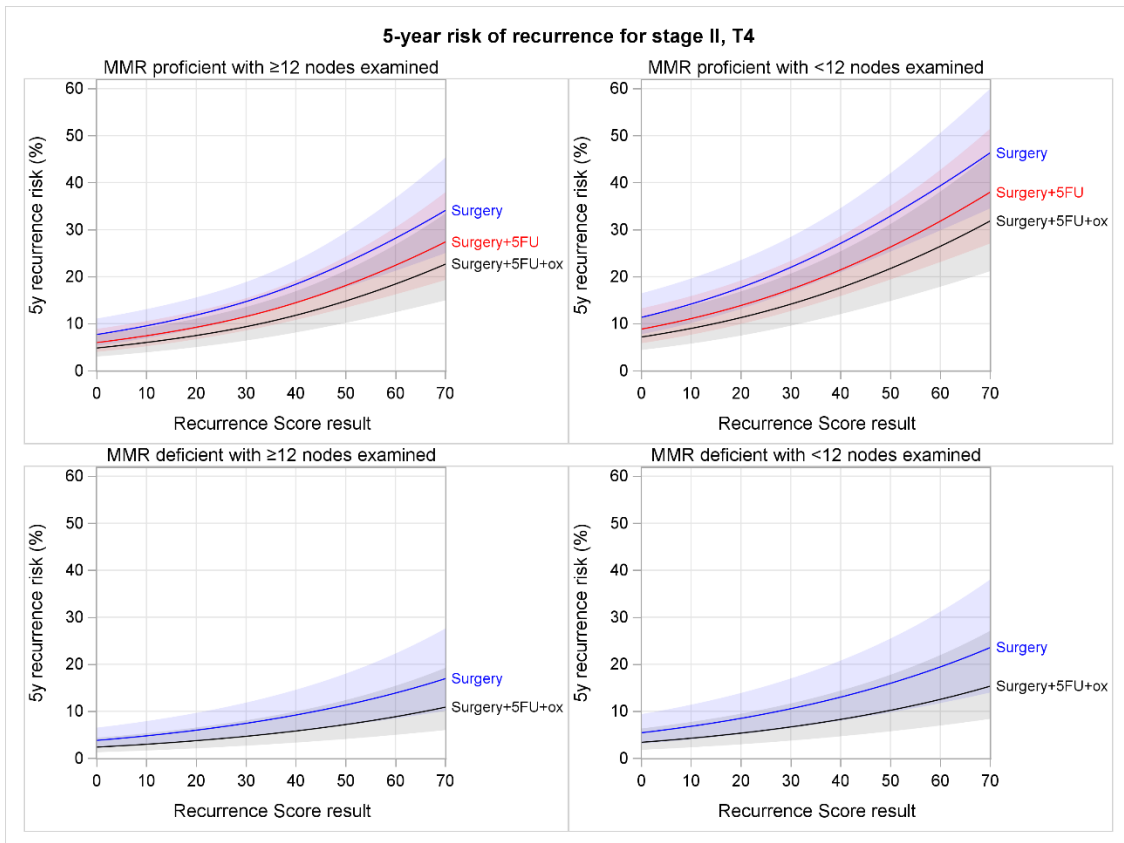 5-year risk of recurrence for stage II, T4
MMR proficient with ≥12 nodes examined
5y recurrence risk (%)
60
50
40
30
20
10
0
Surgery
Surgery+5FU
Surgery+5FU+ox
0 10 20 30 40 50 60 70
Recurrence Score result
MMR proficient with <12 nodes examined
5y recurrence risk (%)
60
50
40
30
20
10
0
Surgery
Surgery+5FU
Surgery+5FU+ox
0 10 20 30 40 50 60 70
Recurrence Score result
MMR deficient with ≥12 nodes examined
5y recurrence risk (%)
60
50
40
30
20
10
0
Surgery
Surgery+5FU+ox
0 10 20 30 40 50 60 70
Recurrence Score result
MMR deficient with <12 nodes examined
5y recurrence risk (%)
60
50
40
30
20
10
0
Surgery
Surgery+5FU+ox
0 10 20 30 40 50 60 70
Recurrence Score result